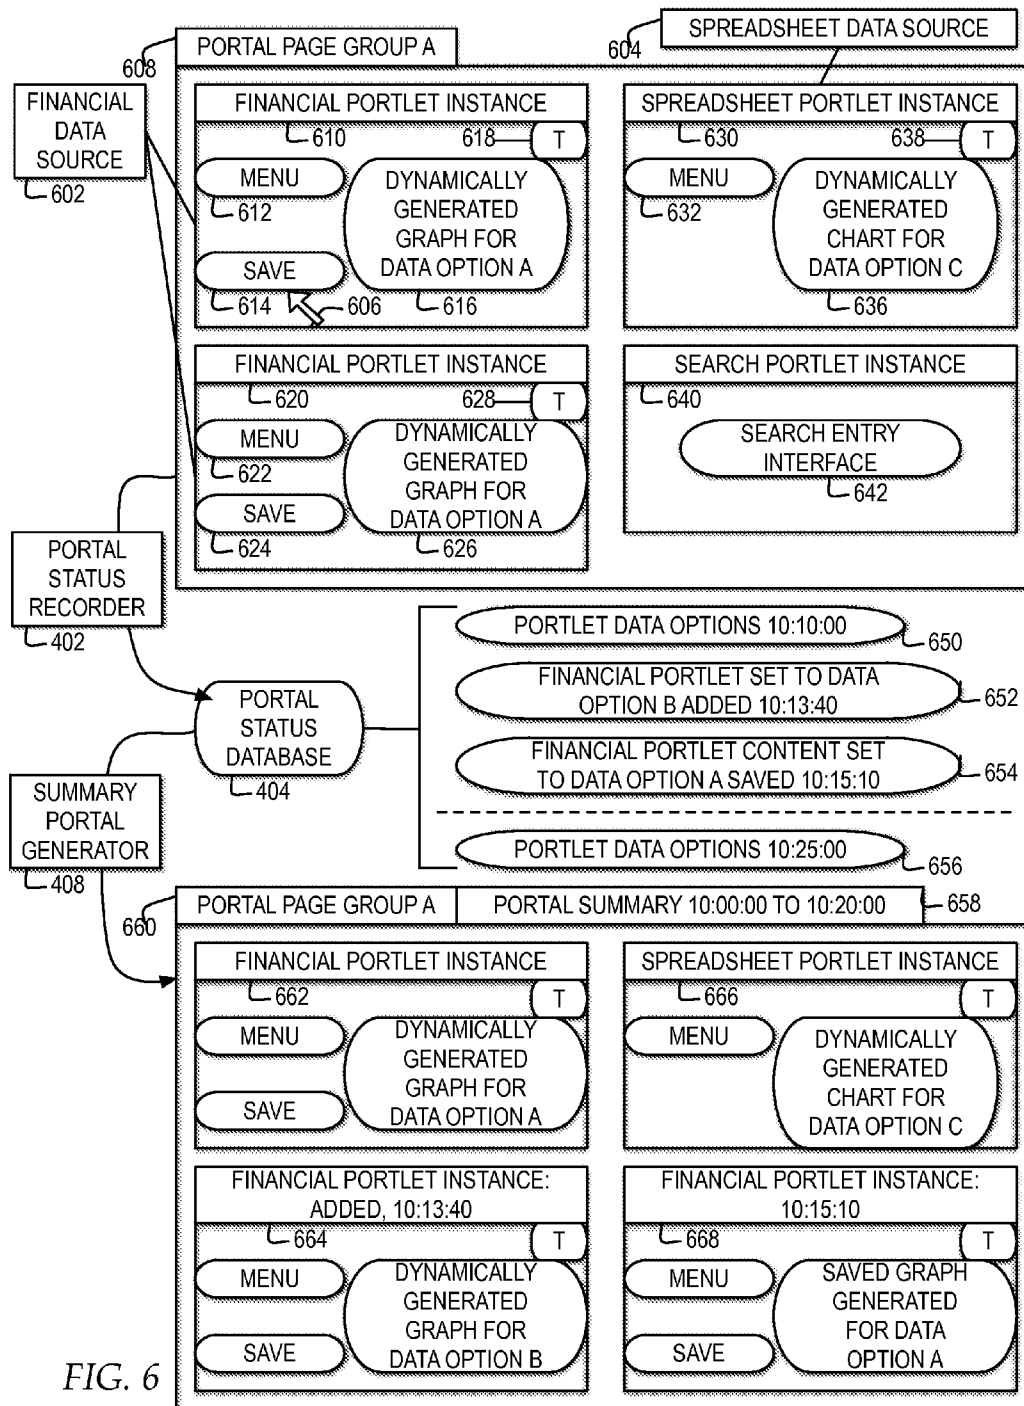 604
SPREADSHEET DATA SOURCE
608
PORTAL PAGE GROUP A
FINANCIAL
DATA
SOURCE
602
FINANCIAL PORTLET INSTANCE
610
618
T
MENU
612
SAVE
614
606
DYNAMICALLY
GENERATED
GRAPH FOR
DATA OPTION A
616
SPREADSHEET PORTLET INSTANCE
630
638
T
MENU
632
DYNAMICALLY
GENERATED
CHART FOR
DATA OPTION C
636
FINANCIAL PORTLET INSTANCE
620
628
T
MENU
622
SAVE
624
DYNAMICALLY
GENERATED
GRAPH FOR
DATA OPTION A
626
SEARCH PORTLET INSTANCE
640
SEARCH ENTRY
INTERFACE
642
PORTAL
STATUS
RECORDER
402
PORTAL
STATUS
DATABASE
404
PORTLET DATA OPTIONS 10:10:00
650
FINANCIAL PORTLET SET TO DATA
OPTION B ADDED 10:13:40
652
FINANCIAL PORTLET CONTENT SET
TO DATA OPTION A SAVED 10:15:10
654
PORTLET DATA OPTIONS 10:25:00
656
SUMMARY
PORTAL
GENERATOR
408
660
PORTAL PAGE GROUP A
PORTAL SUMMARY 10:00:00 TO 10:20:00
658
FINANCIAL PORTLET INSTANCE
662
T
MENU
SAVE
DYNAMICALLY
GENERATED
GRAPH FOR
DATA OPTION A
SPREADSHEET PORTLET INSTANCE
666
T
MENU
DYNAMICALLY
GENERATED
CHART FOR
DATA OPTION C
FINANCIAL PORTLET INSTANCE:
ADDED, 10:13:40
664
T
MENU
SAVE
DYNAMICALLY
GENERATED
GRAPH FOR
DATA OPTION B
FINANCIAL PORTLET INSTANCE:
10:15:10
668
T
MENU
SAVE
SAVED GRAPH
GENERATED
FOR DATA
OPTION A
FIG. 6